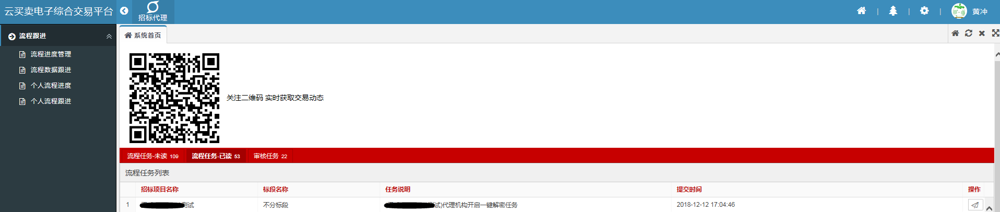 云买卖电子综合交易平台
招标代理
黄冲
流程跟进
系统首页
流程进度管理
流程数据跟进
个人流程进度
个人流程跟进
关注二维码 实时获取交易动态
流程任务-未读 109 流程任务-已读 53 审核任务 22
流程任务列表
招标项目名称 标段名称 任务说明 提交时间 操作
1 测试 不分标段 试)代理机构开启一键解密任务 2018-12-12 17:04:46